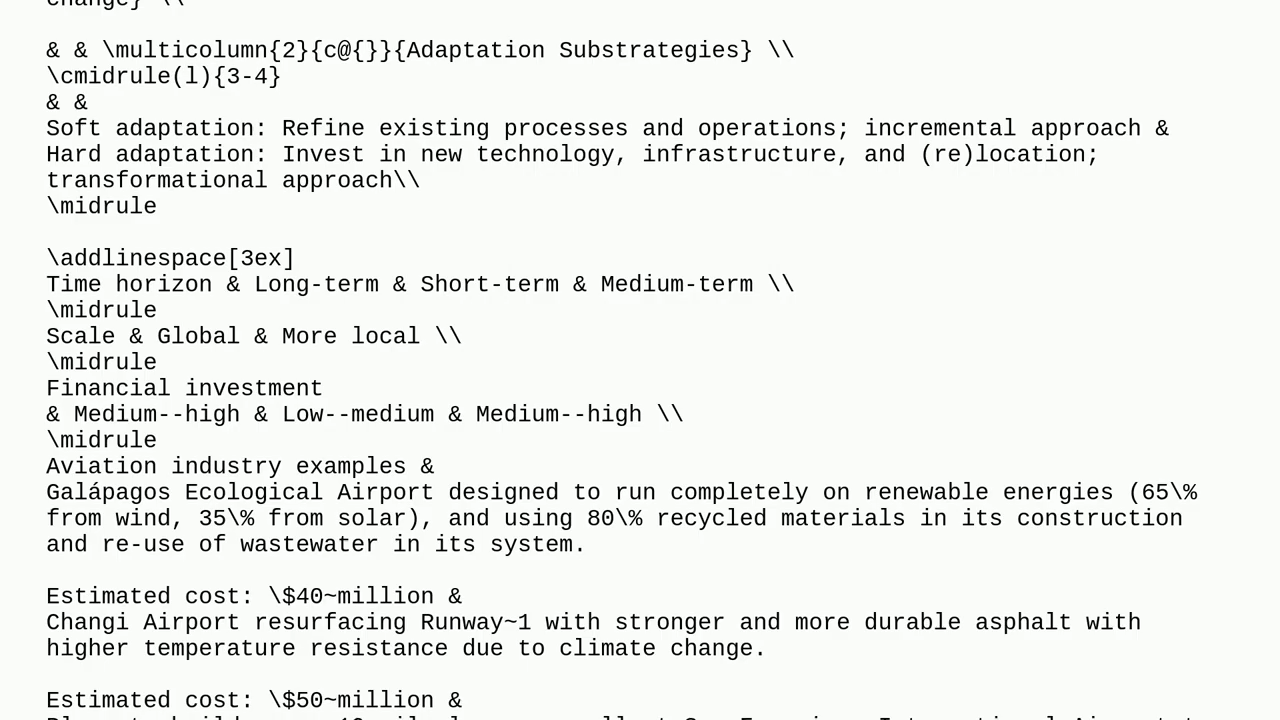 change} \\
& & \multicolumn{2}{c@{}}{Adaptation Substrategies} \\
\cmidrule(l){3-4}
& &
Soft adaptation: Refine existing processes and operations; incremental approach &
Hard adaptation: Invest in new technology, infrastructure, and (re)location;
transformational approach\\
\midrule
\addlinespace[3ex]
Time horizon & Long-term & Short-term & Medium-term \\
\midrule
Scale & Global & More local \\
\midrule
Financial investment
& Medium--high & Low--medium & Medium--high \\
\midrule
Aviation industry examples &
Galápagos Ecological Airport designed to run completely on renewable energies (65\%
from wind, 35\% from solar), and using 80\% recycled materials in its construction
and re-use of wastewater in its system.
Estimated cost: \$40~million &
Changi Airport resurfacing Runway~1 with stronger and more durable asphalt with
higher temperature resistance due to climate change.
Estimated cost: \$50~million &